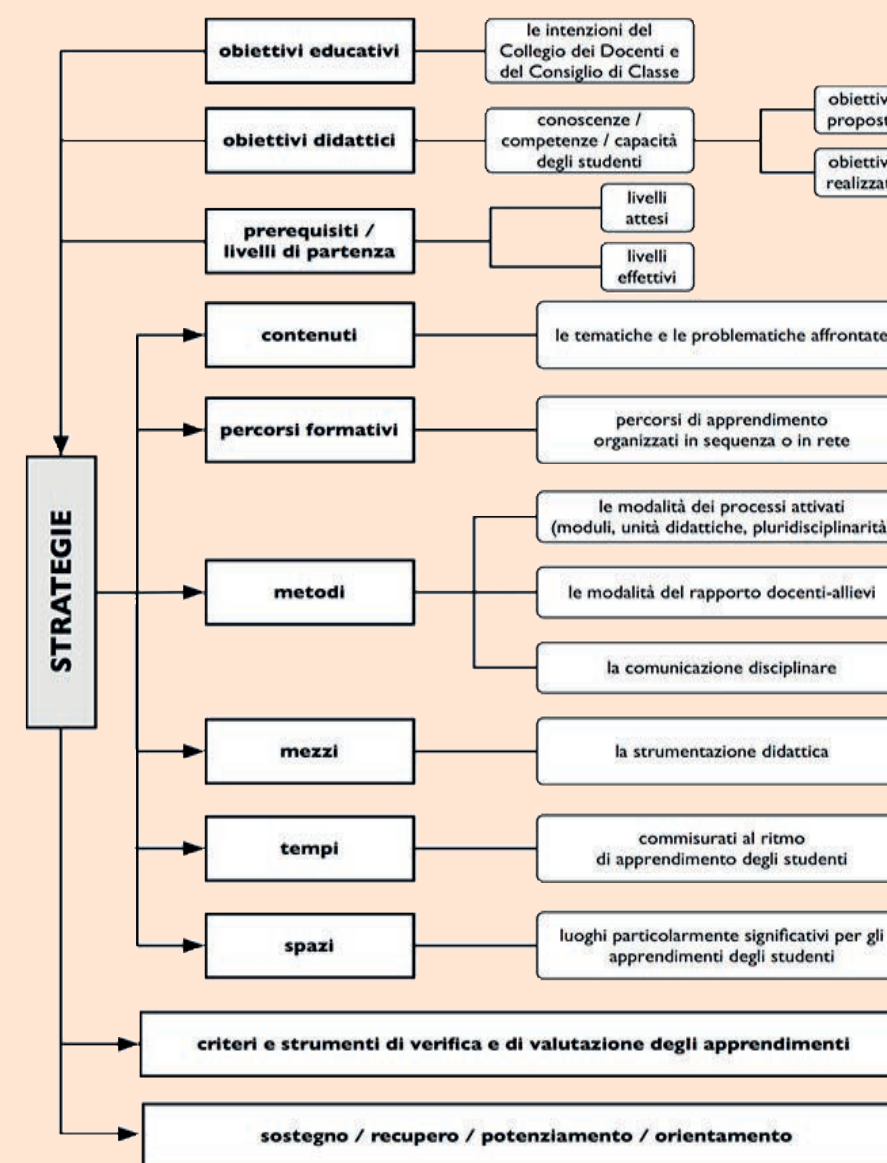 obiettivi educativi
le intenzioni del
Collegio dei Docenti e
del Consiglio di Classe
obiettivi didattici
conoscenze /
competenze / capacità
degli studenti
obiettiv
propost
obiettiv
realizzat
prerequisiti /
livelli di partenza
livelli
attesi
livelli
effettivi
contenuti
le tematiche e le problematiche affrontate
percorsi formativi
percorsi di apprendimento
organizzati in sequenza o in rete
STRATEGIE
metodi
le modalità dei processi attivati
(moduli, unità didattiche, pluridisciplinarità
le modalità del rapporto docenti-allievi
la comunicazione disciplinare
mezzi
la strumentazione didattica
tempi
commisurati al ritmo
di apprendimento degli studenti
spazi
luoghi particolarmente significativi per gli
apprendimenti degli studenti
criteri e strumenti di verifica e di valutazione degli apprendimenti
sostegno / recupero / potenziamento / orientamento